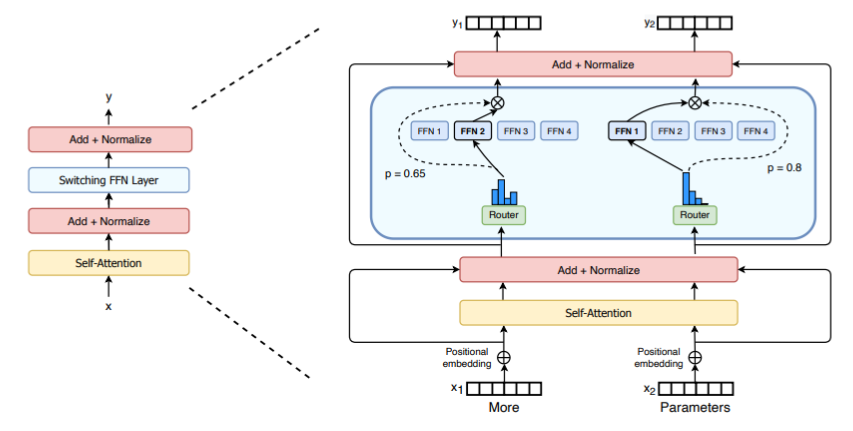 y
Add + Normalize
Switching FFN Layer
Add + Normalize
Self-Attention
x
y1 y2
Add + Normalize
FFN 1 FFN 2 FFN 3 FFN 4 FFN 1 FFN 2 FFN 3 FFN 4
p = 0.65 p = 0.8
Router Router
Add + Normalize
Self-Attention
Positional embedding Positional embedding
x1 x2
More Parameters